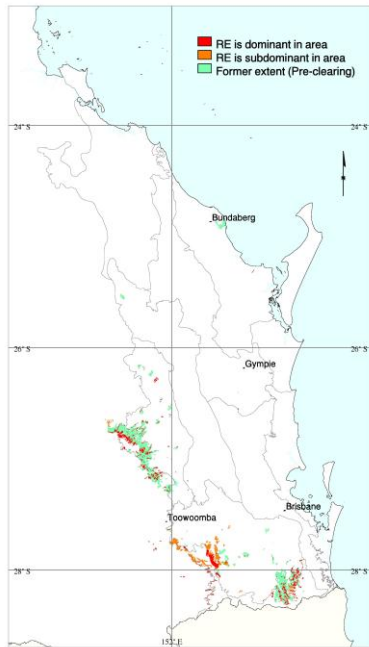 RE is dominant in area
RE is subdominant in area
Former extent (Pre-clearing)
24° S
24° S
Bundaberg
26° S
26° S
Gympie
Brisbane
Toowoomba
28° S
28° S
152° E